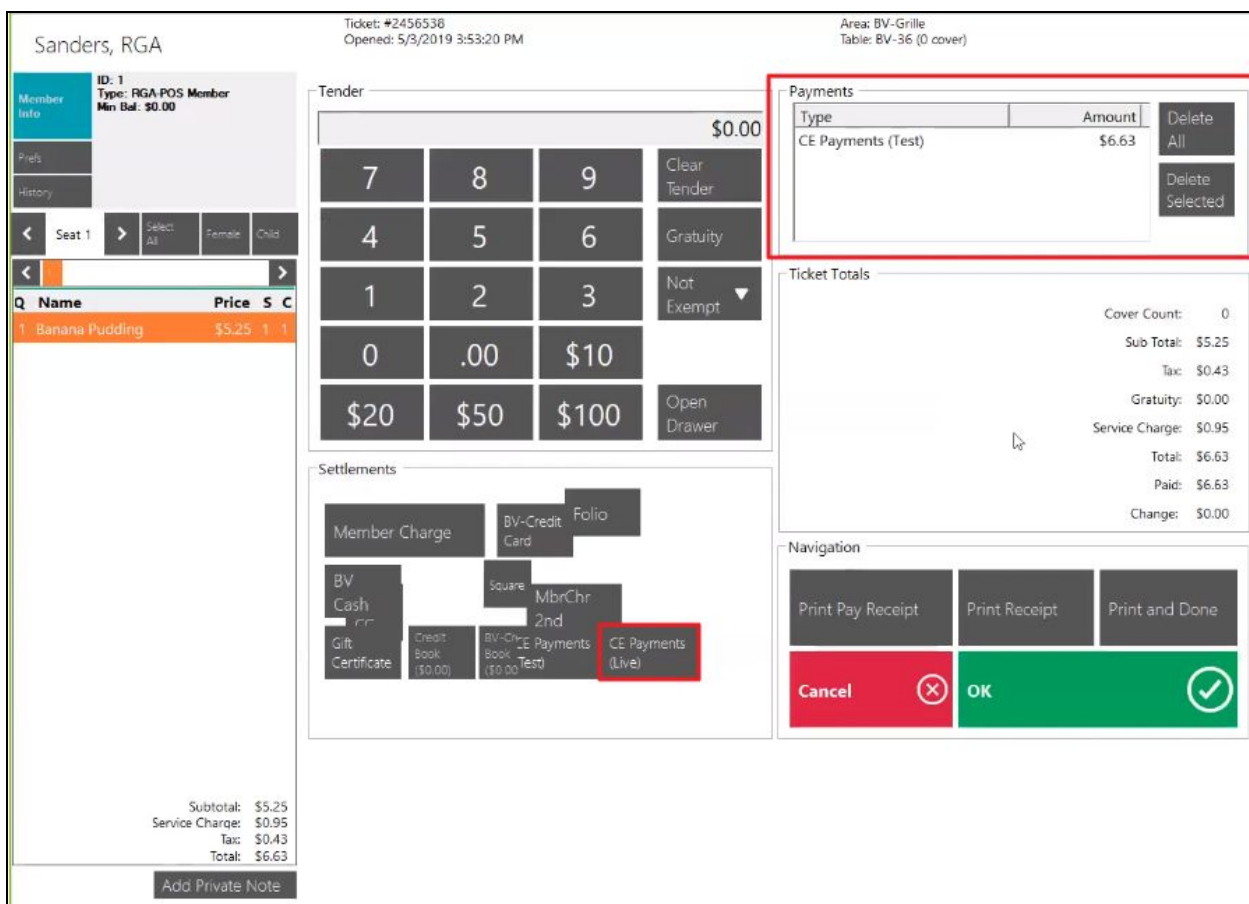 Sanders, RGA
Ticket: #2456538
Opened: 5/3/2019 3:53:20 PM
Area: BV-Grille
Table: BV-36 (0 cover)
Member
Info
ID: 1
Type: RGA-POS Member
Min Bal: $0.00
Prefs
History
Seat 1
Select
All
Female
Child
Q Name Price S C
1 Banana Pudding $5.25 1 1
Subtotal: $5.25
Service Charge: $0.95
Tax: $0.43
Total: $6.63
Add Private Note
Tender
$0.00
7 8 9 Clear
Tender
4 5 6 Gratuity
1 2 3 Not
Exempt
0 .00 $10
$20 $50 $100 Open
Drawer
Settlements
Member Charge
BV-Credit
Card
Folio
BV
Cash
Square
MbrChr
2nd
Gift
Certificate
Credit
Book
($0.00)
Book
($0.00
CE Payments
Test)
CE Payments
(Live)
Payments
Type Amount
CE Payments (Test) $6.63
Delete
All
Delete
Selected
Ticket Totals
Cover Count: 0
Sub Total: $5.25
Tax: $0.43
Gratuity: $0.00
Service Charge: $0.95
Total: $6.63
Paid: $6.63
Change: $0.00
Navigation
Print Pay Receipt
Print Receipt
Print and Done
Cancel
OK